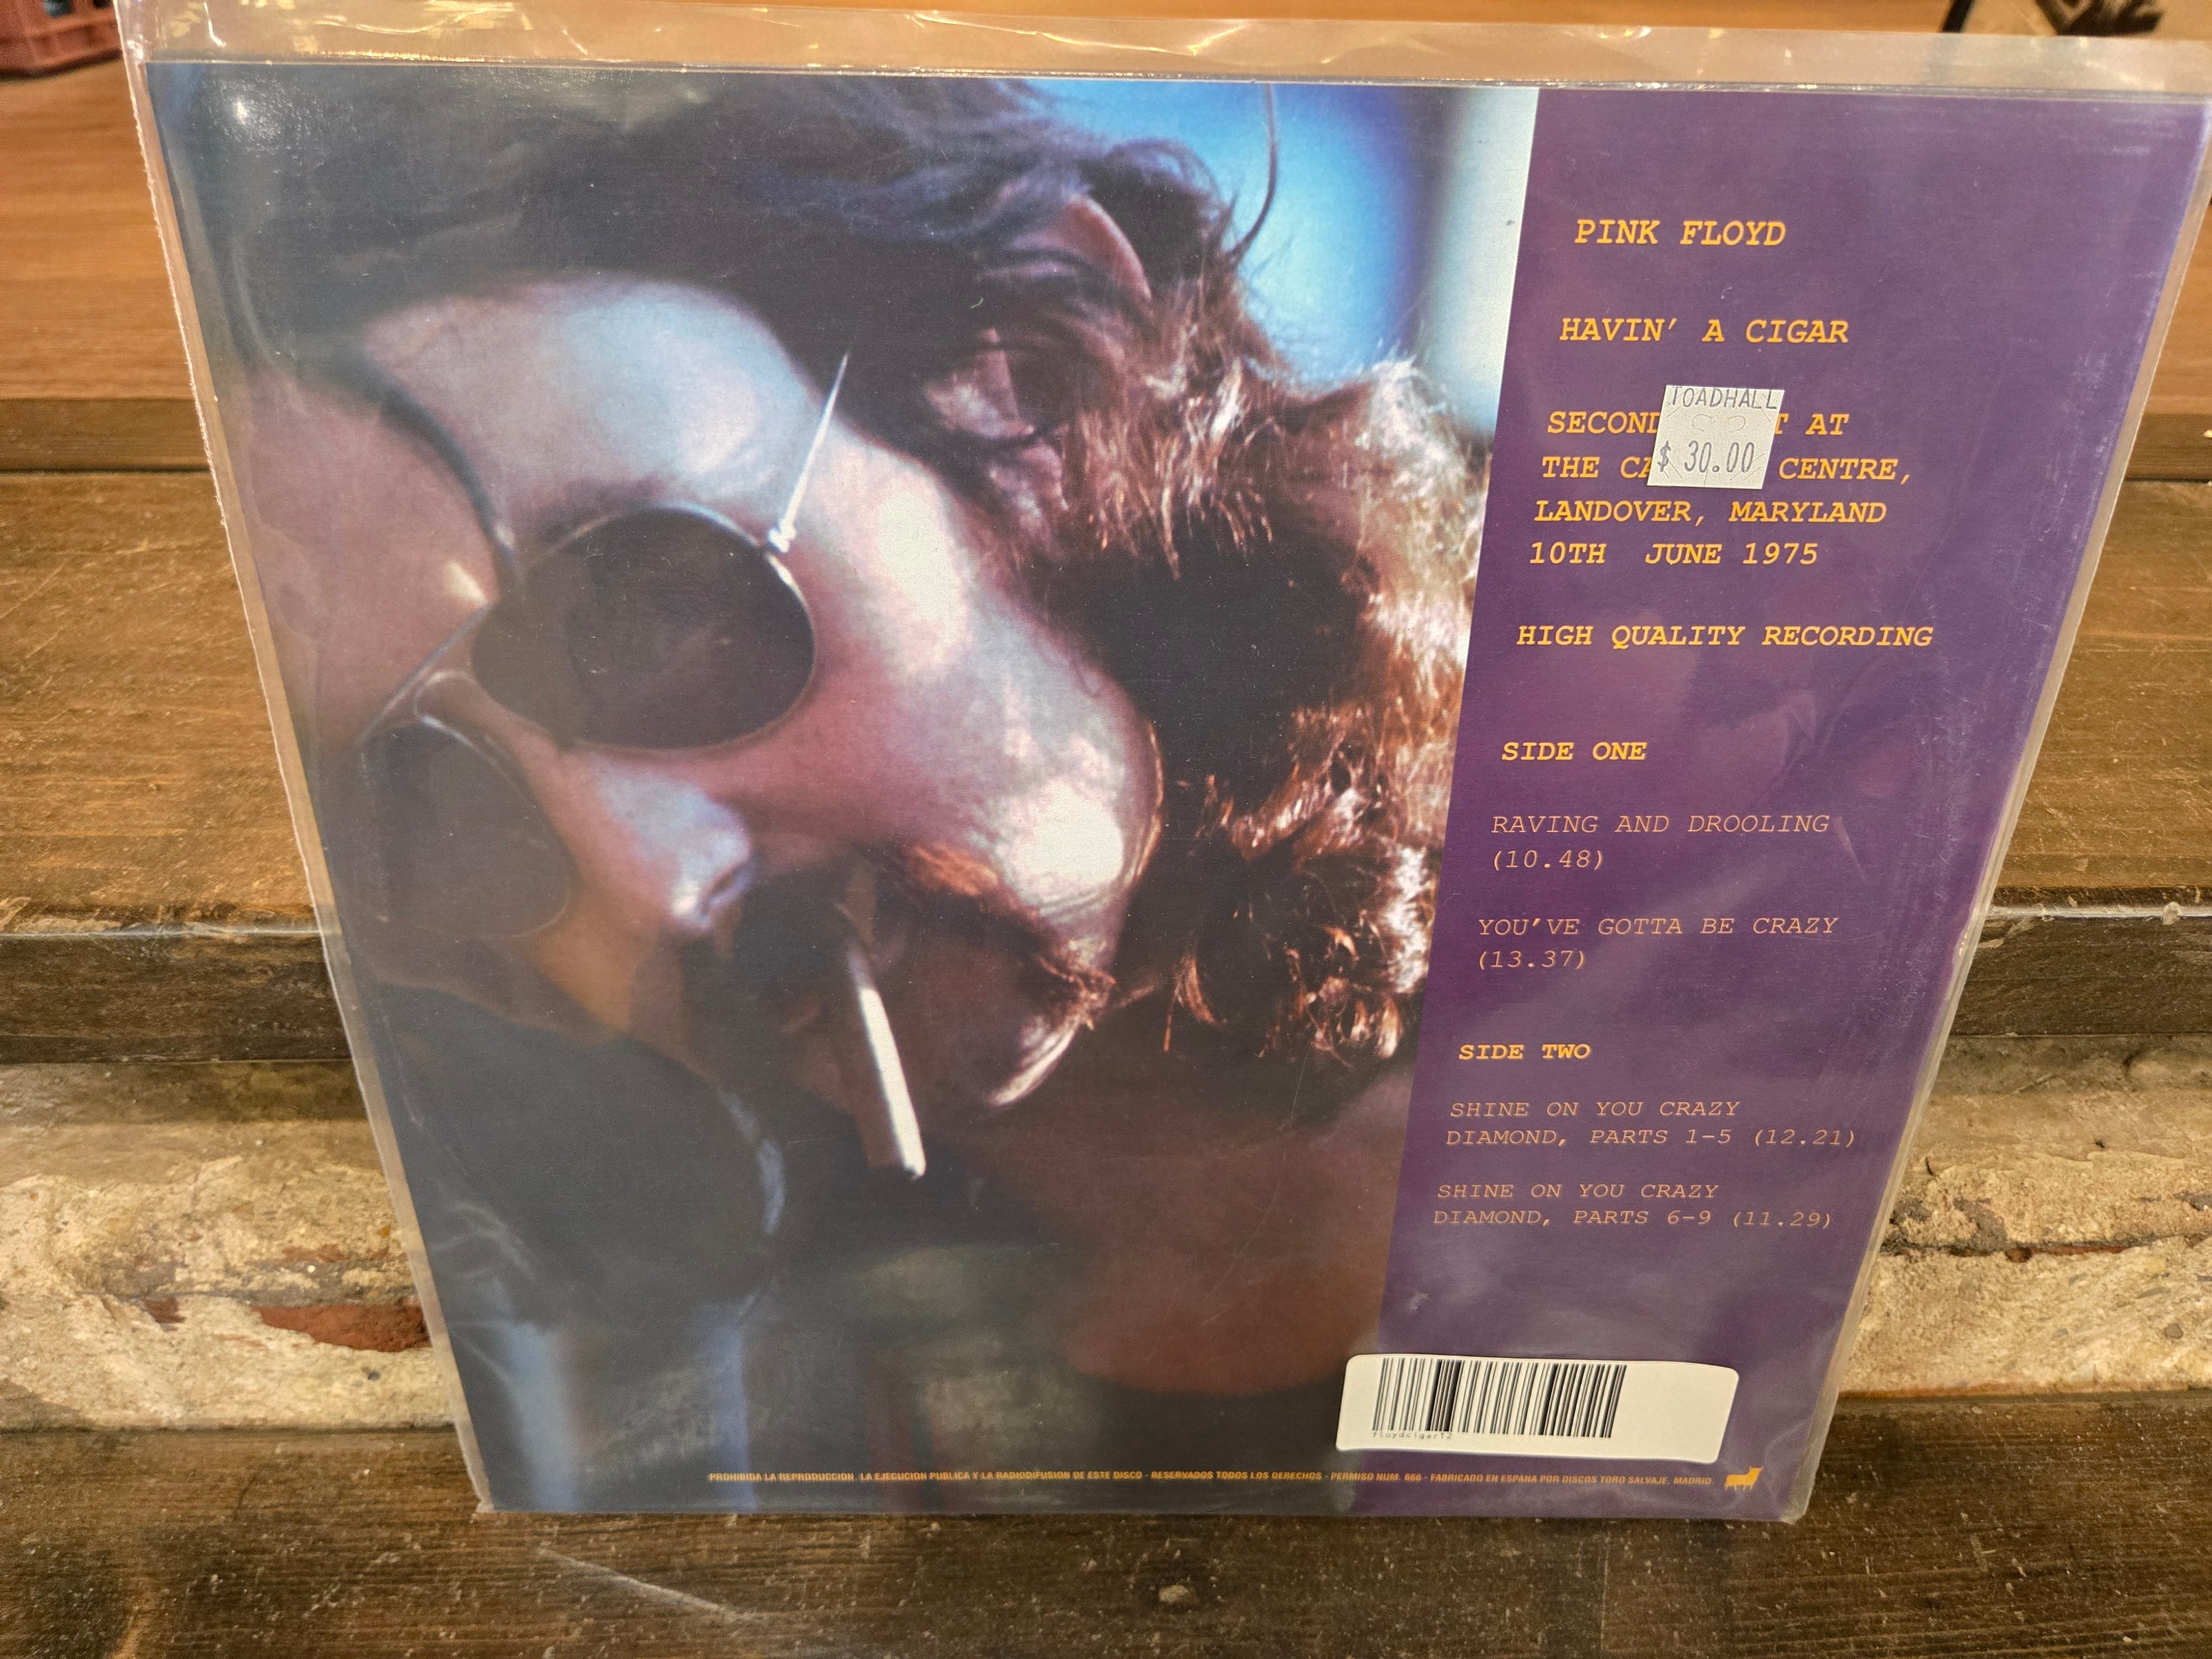 PINK FLOYD
HAVIN' A CIGAR
TOADHALL
$ 30.00
SECOND AT
THE CENTRE,
LANDOVER, MARYLAND
10TH JUNE 1975
HIGH QUALITY RECORDING
SIDE ONE
RAVING AND DROOLING
(10.48)
YOU'VE GOTTA BE CRAZY
(13.37)
SIDE TWO
SHINE ON YOU CRAZY
DIAMOND, PARTS 1-5 (12.21)
SHINE ON YOU CRAZY
DIAMOND, PARTS 6-9 (11.29)
floydcigar12
PROHIBIDA LA REPRODUCCION, LA EJECUCION PUBLICA Y LA RADIODIFUSION DE ESTE DISCO - RESERVADOS TODOS LOS DERECHOS - PERMISO NUM. 666 - FABRICADO EN ESPANA POR DISCOS TORO SALVAJE, MADRID.